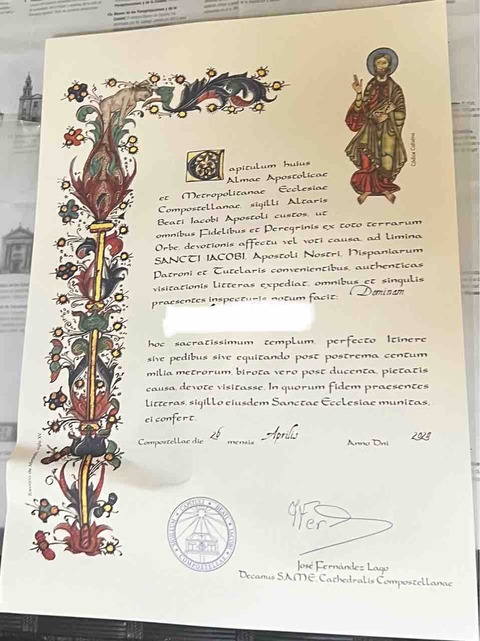 Capitulum huius
Almae Apostolicae
et Metropolitanae Ecclesiae
Compostellanae, sigilli Altaris
Beati Iacobi Apostoli custos, ut
omnibus Fidelibus et Peregrinis ex toto terrarum
Orbe, devotionis affectu vel voti causa, ad limina
SANCTI IACOBI, Apostoli Nostri, Hispaniarum
Patroni et Tutelaris convenientibus, authenticas
visitationis Litteras expediat, omnibus et singulis
praesentes inspecturis notum facit: Dominam
hoc sacratissimum templum, perfecto Itinere
sive pedibus sive equitando post postrema centum
milia metrorum, birota vero post ducenta, pietatis
causa, devote visitasse. In quorum fidem praesentes
litteras, sigillo eiusdem Sanctae Ecclesiae munitas,
ei confert.
Compostellae die 26 mensis Aprilis Anno Dni 2023
José Fernández Lago
Decanus S.A.M.E. Cathedralis Compostellanae
Códice Calixtino